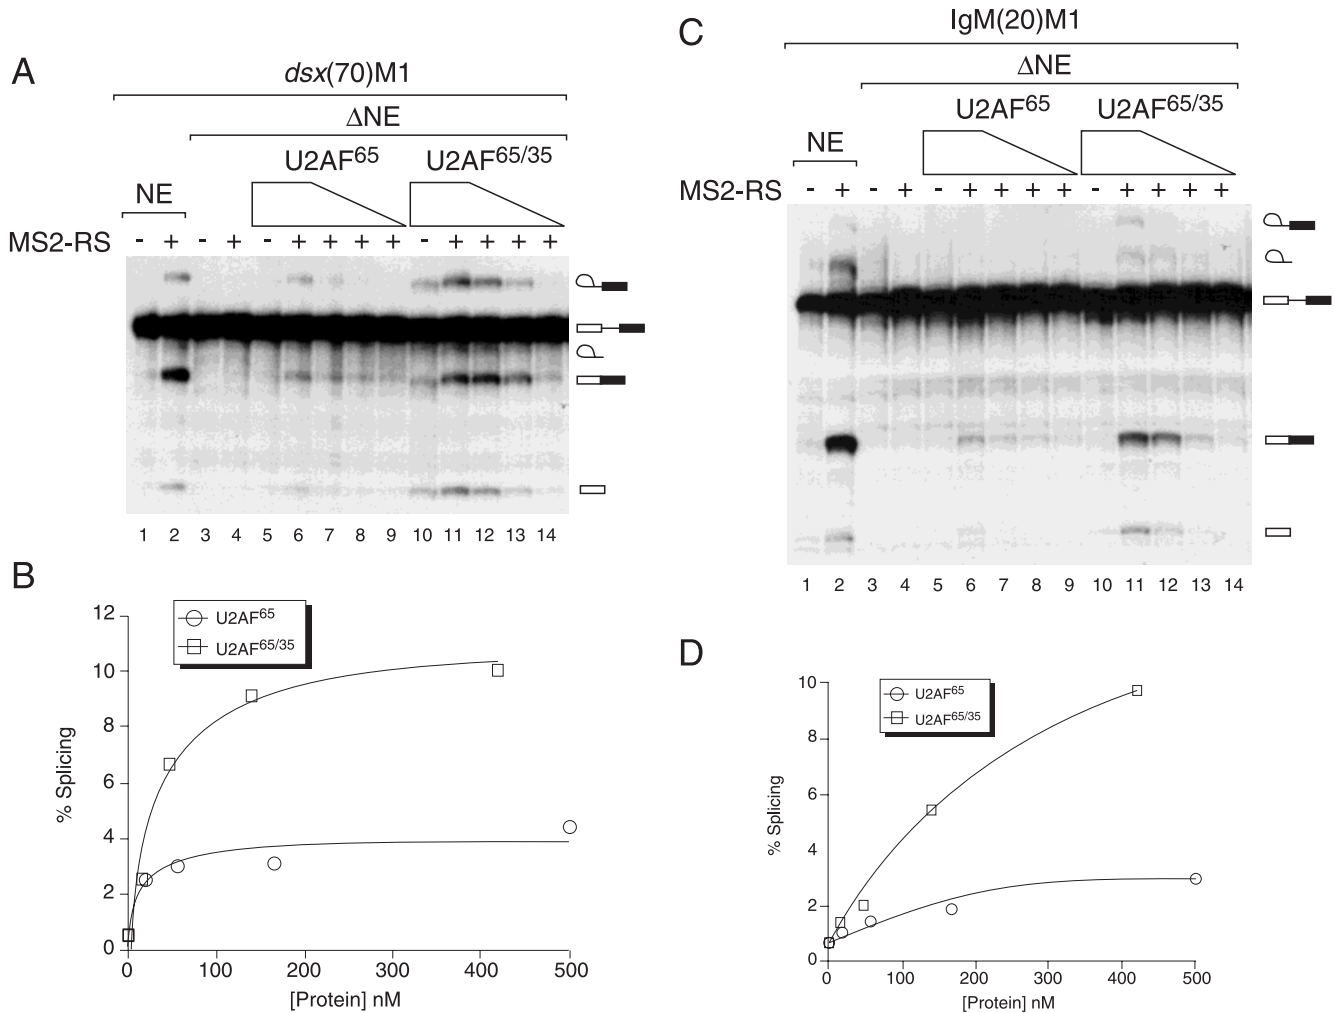 A
dsx(70)M1
ΔNE
U2AF65 U2AF65/35
NE
MS2-RS - + - + - + + + + - + + + +
1 2 3 4 5 6 7 8 9 10 11 12 13 14
B
U2AF65
U2AF65/35
% Splicing
12
10
8
6
4
2
0
0 100 200 300 400 500
[Protein] nM
C
IgM(20)M1
ΔNE
U2AF65 U2AF65/35
NE
MS2-RS - + - + - + + + + - + + + +
1 2 3 4 5 6 7 8 9 10 11 12 13 14
D
U2AF65
U2AF65/35
% Splicing
10
8
6
4
2
0
0 100 200 300 400 500
[Protein] nM